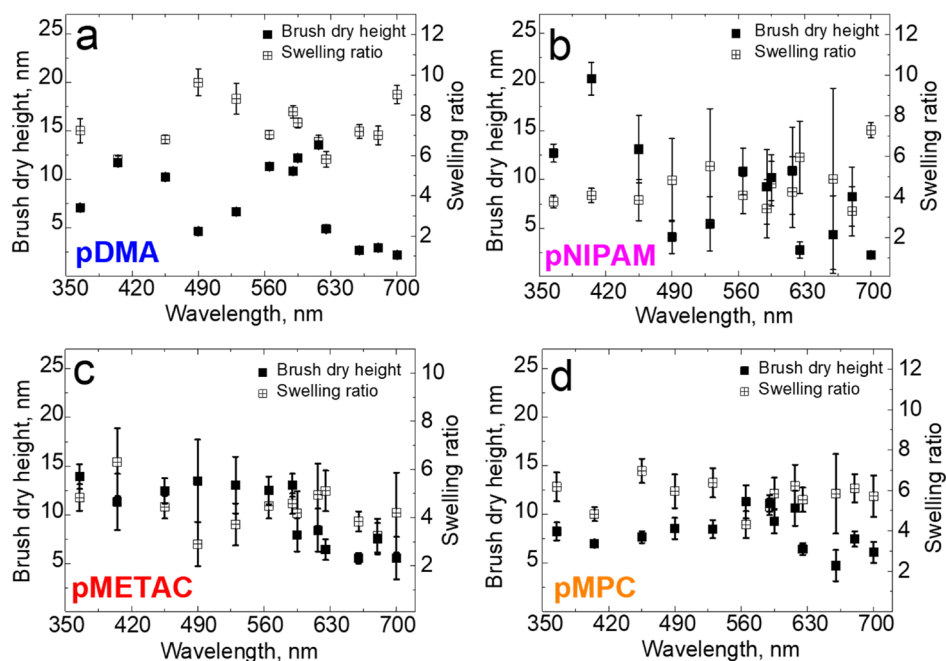 a
Brush dry height
Swelling ratio
25
20
15
10
5
12
10
8
6
4
2
Brush dry height, nm
Swelling ratio
pDMA
350 420 490 560 630 700
Wavelength, nm
b
Brush dry height
Swelling ratio
25
20
15
10
5
12
10
8
6
4
2
Brush dry height, nm
Swelling ratio
pNIPAM
350 420 490 560 630 700
Wavelength, nm
c
Brush dry height
Swelling ratio
25
20
15
10
5
10
8
6
4
2
Brush dry height, nm
Swelling ratio
pMETAC
350 420 490 560 630 700
Wavelength, nm
d
Brush dry height
Swelling ratio
25
20
15
10
5
12
10
8
6
4
2
Brush dry height, nm
Swelling ratio
pMPC
350 420 490 560 630 700
Wavelength, nm